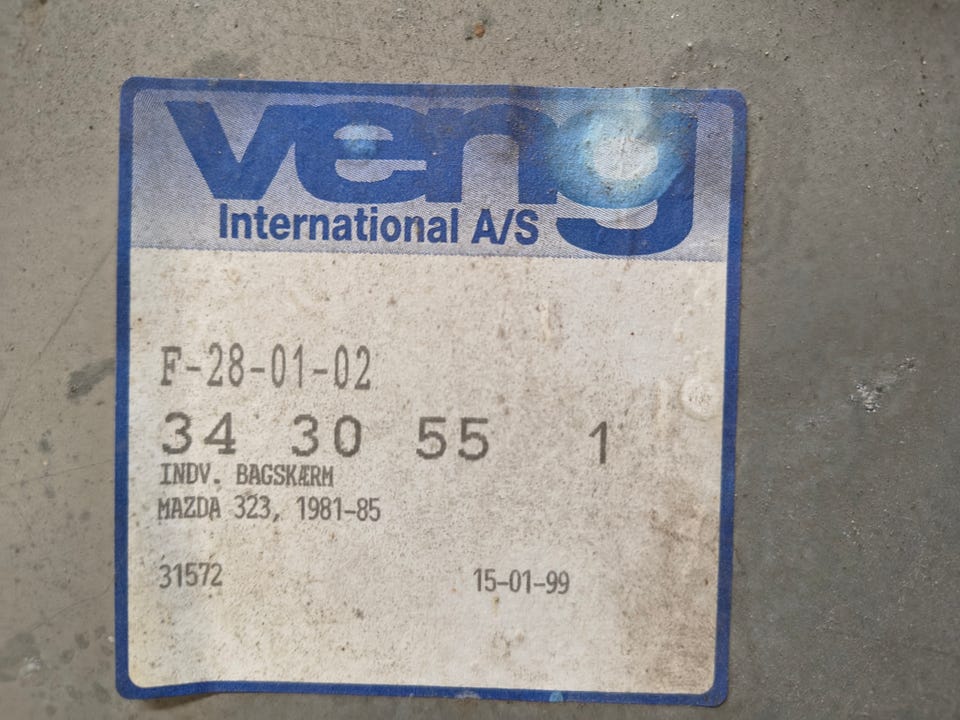 veng
International A/S
F-28-01-02
34 30 55 1
INDV. BAGSKÆRM
MAZDA 323, 1981-85
31572 15-01-99